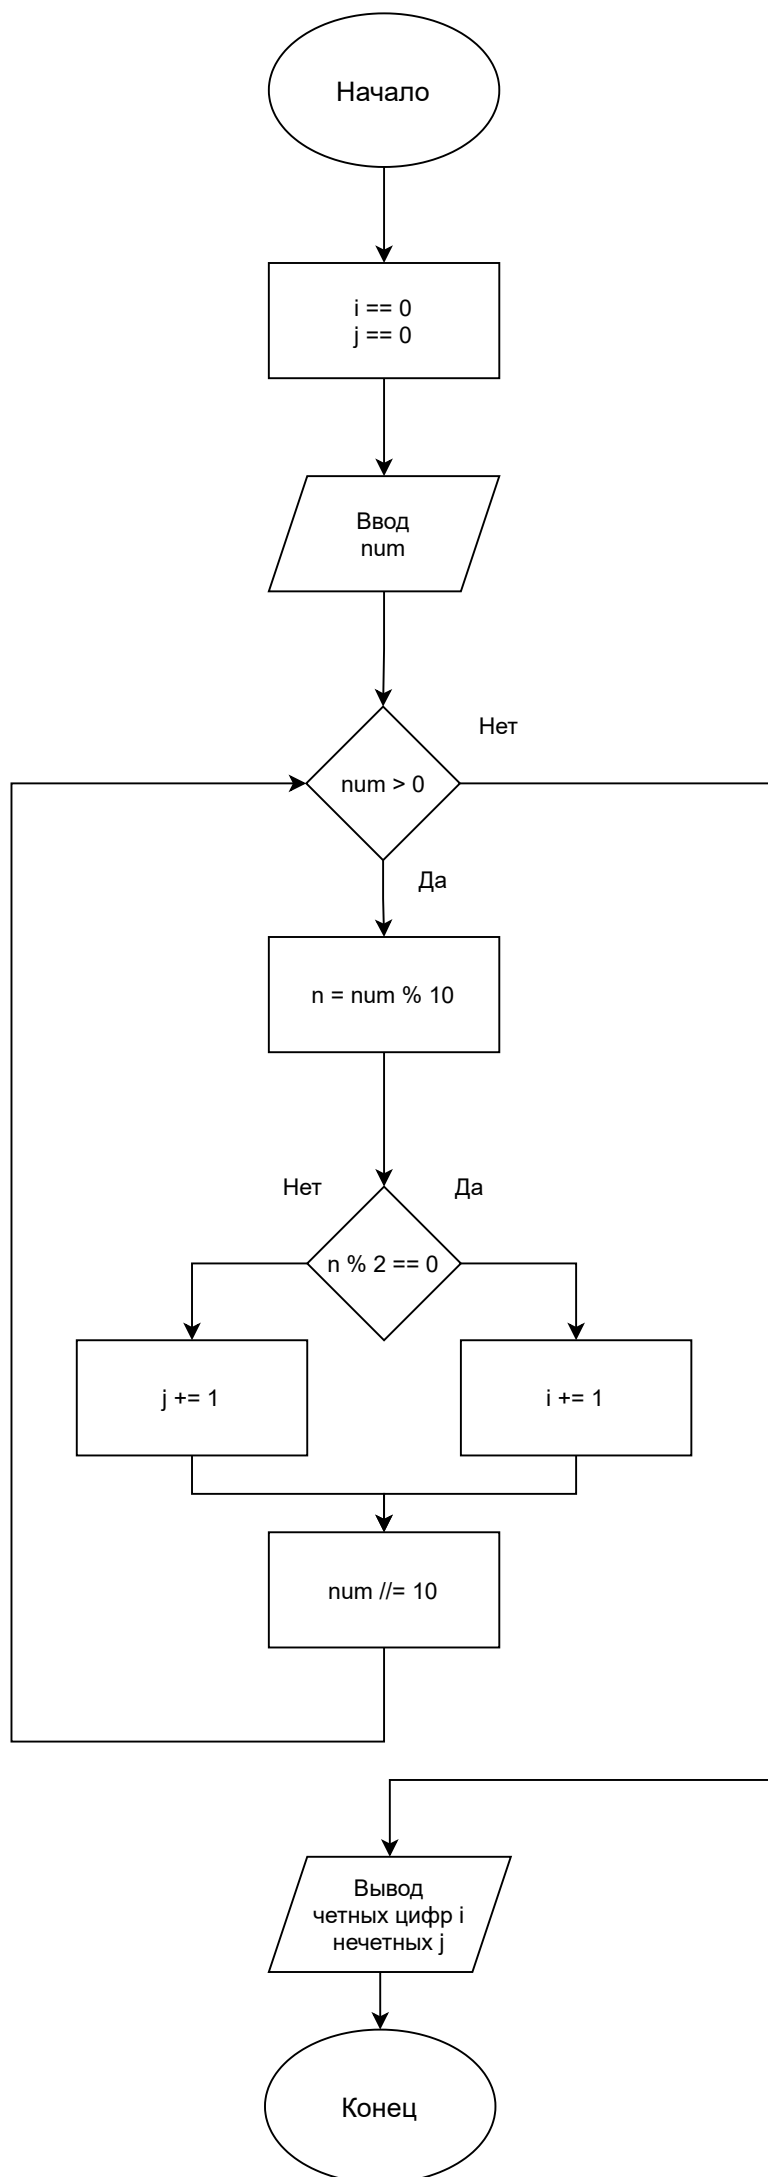 Начало
i == 0
j == 0
Ввод
num
Нет
num > 0
Да
n = num % 10
Нет
Да
n % 2 == 0
j += 1
i += 1
num //= 10
Вывод
четных цифр i
нечетных j
Конец